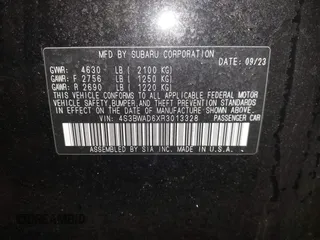 MFD BY SUBARU CORPORATION
DATE: 09/23
GVWR: 4630 LB ( 2100 KG)
GAWR: F 2756 LB ( 1250 KG)
GAWR: R 2690 LB ( 1220 KG)
THIS VEHICLE CONFORMS TO ALL APPLICABLE FEDERAL MOTOR
VEHICLE SAFETY, BUMPER, AND THEFT PREVENTION STANDARDS
IN EFFECT ON THE DATE OF MANUFACTURE SHOWN ABOVE.
VIN: 4S3BWAD6XR3013328 PASSENGER CAR
ASSEMBLED BY SIA INC. MADE IN U.S.A.